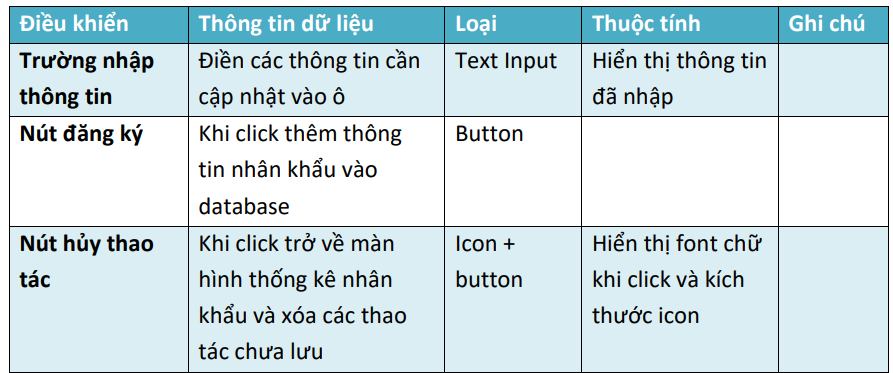 Điều khiển Thông tin dữ liệu Loại Thuộc tính Ghi chú
Trường nhập Điền các thông tin cần Text Input Hiển thị thông tin
thông tin cập nhật vào ô đã nhập
Nút đăng ký Khi click thêm thông Button
tin nhân khẩu vào
database
Nút hủy thao Khi click trở về màn Icon + Hiển thị font chữ
tác hình thống kê nhân button khi click và kích
khẩu và xóa các thao thước icon
tác chưa lưu